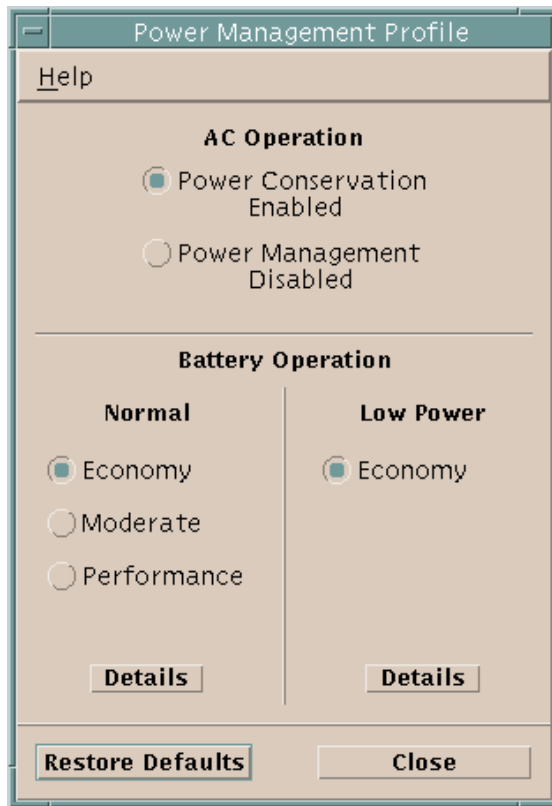 Power Management Profile
Help
AC Operation
Power Conservation
Enabled
Power Management
Disabled
Battery Operation
Normal
Low Power
Economy
Economy
Moderate
Performance
Details
Details
Restore Defaults
Close